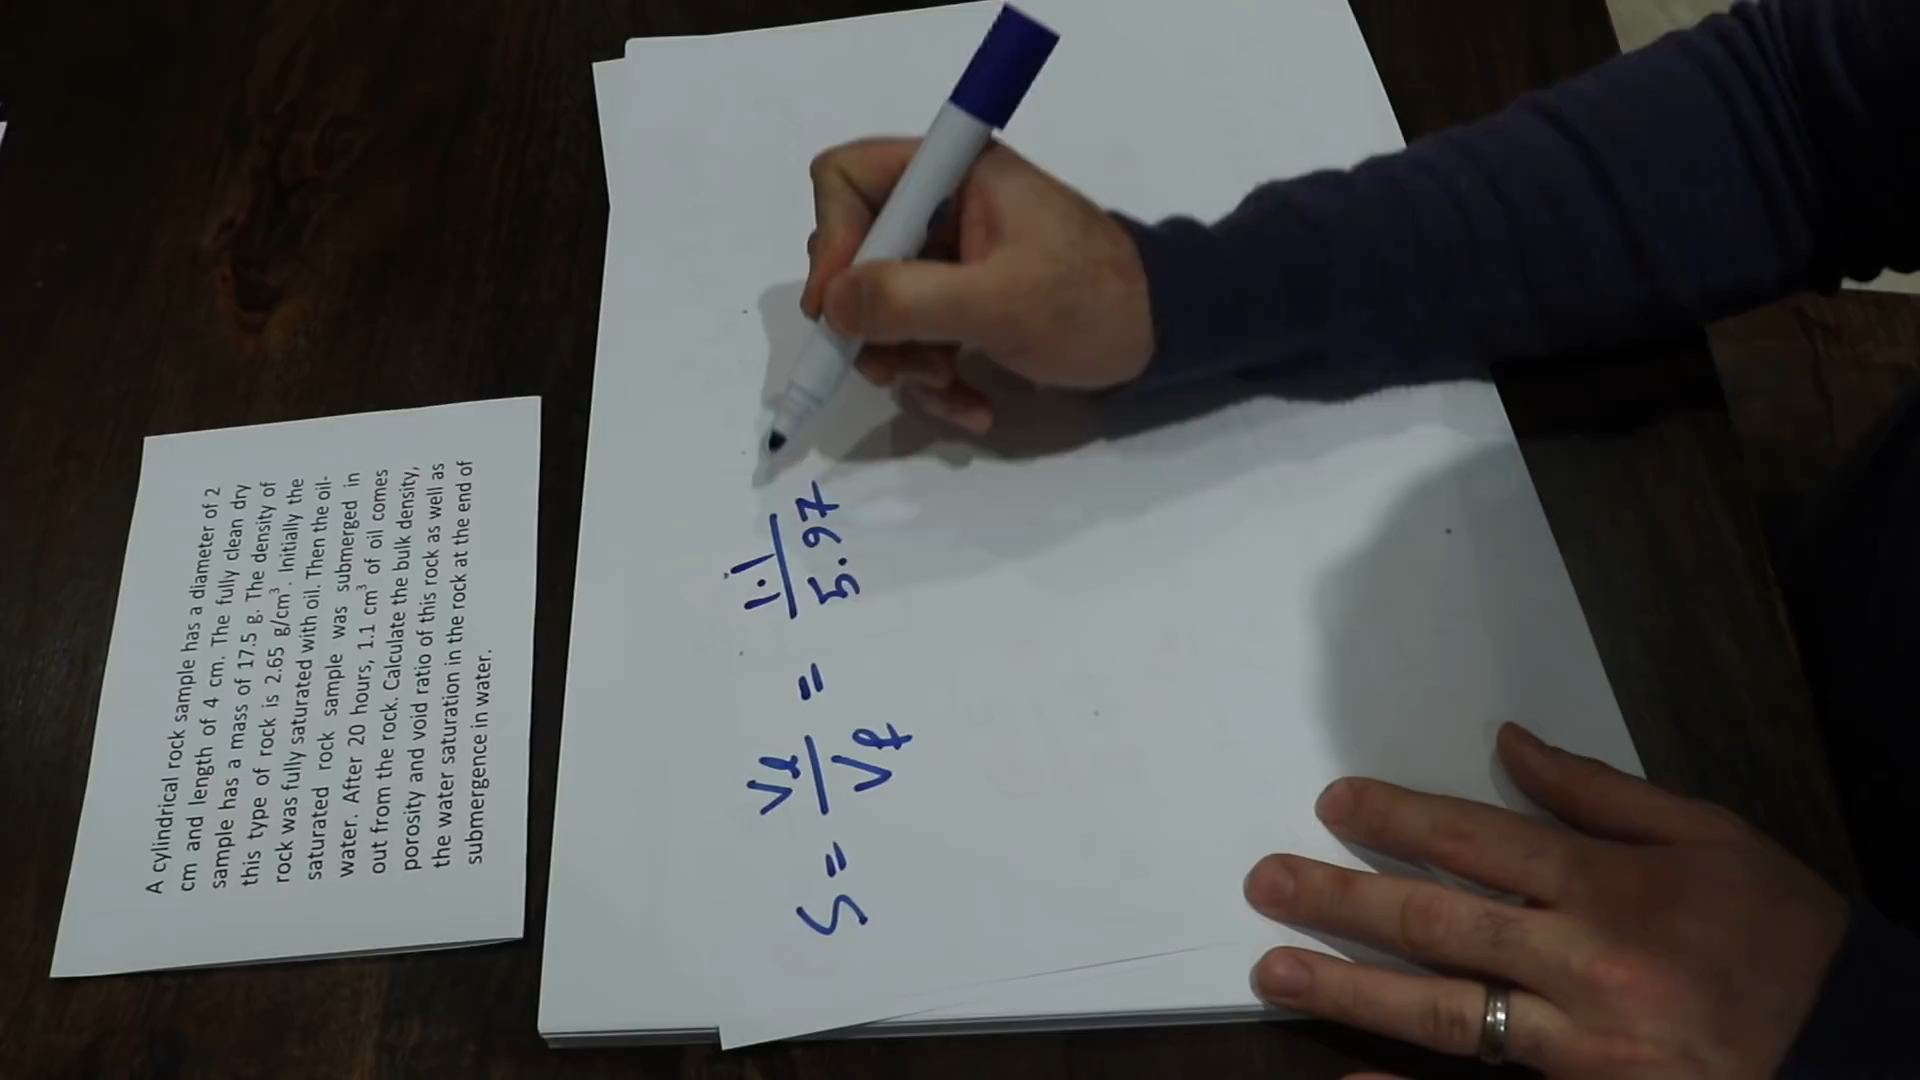 A cylindrical rock sample has a diameter of 2
cm and length of 4 cm. The fully clean dry
sample has a mass of 17.5 g. The density of
this type of rock is 2.65 g/cm³. Initially the
rock was fully saturated with oil. Then the oil-
saturated rock sample was submerged in
water. After 20 hours, 1.1 cm³ of oil comes
out from the rock. Calculate the bulk density,
porosity and void ratio of this rock as well as
the water saturation in the rock at the end of
submergence in water.
S = Vl / Vf = 1.1 / 5.97